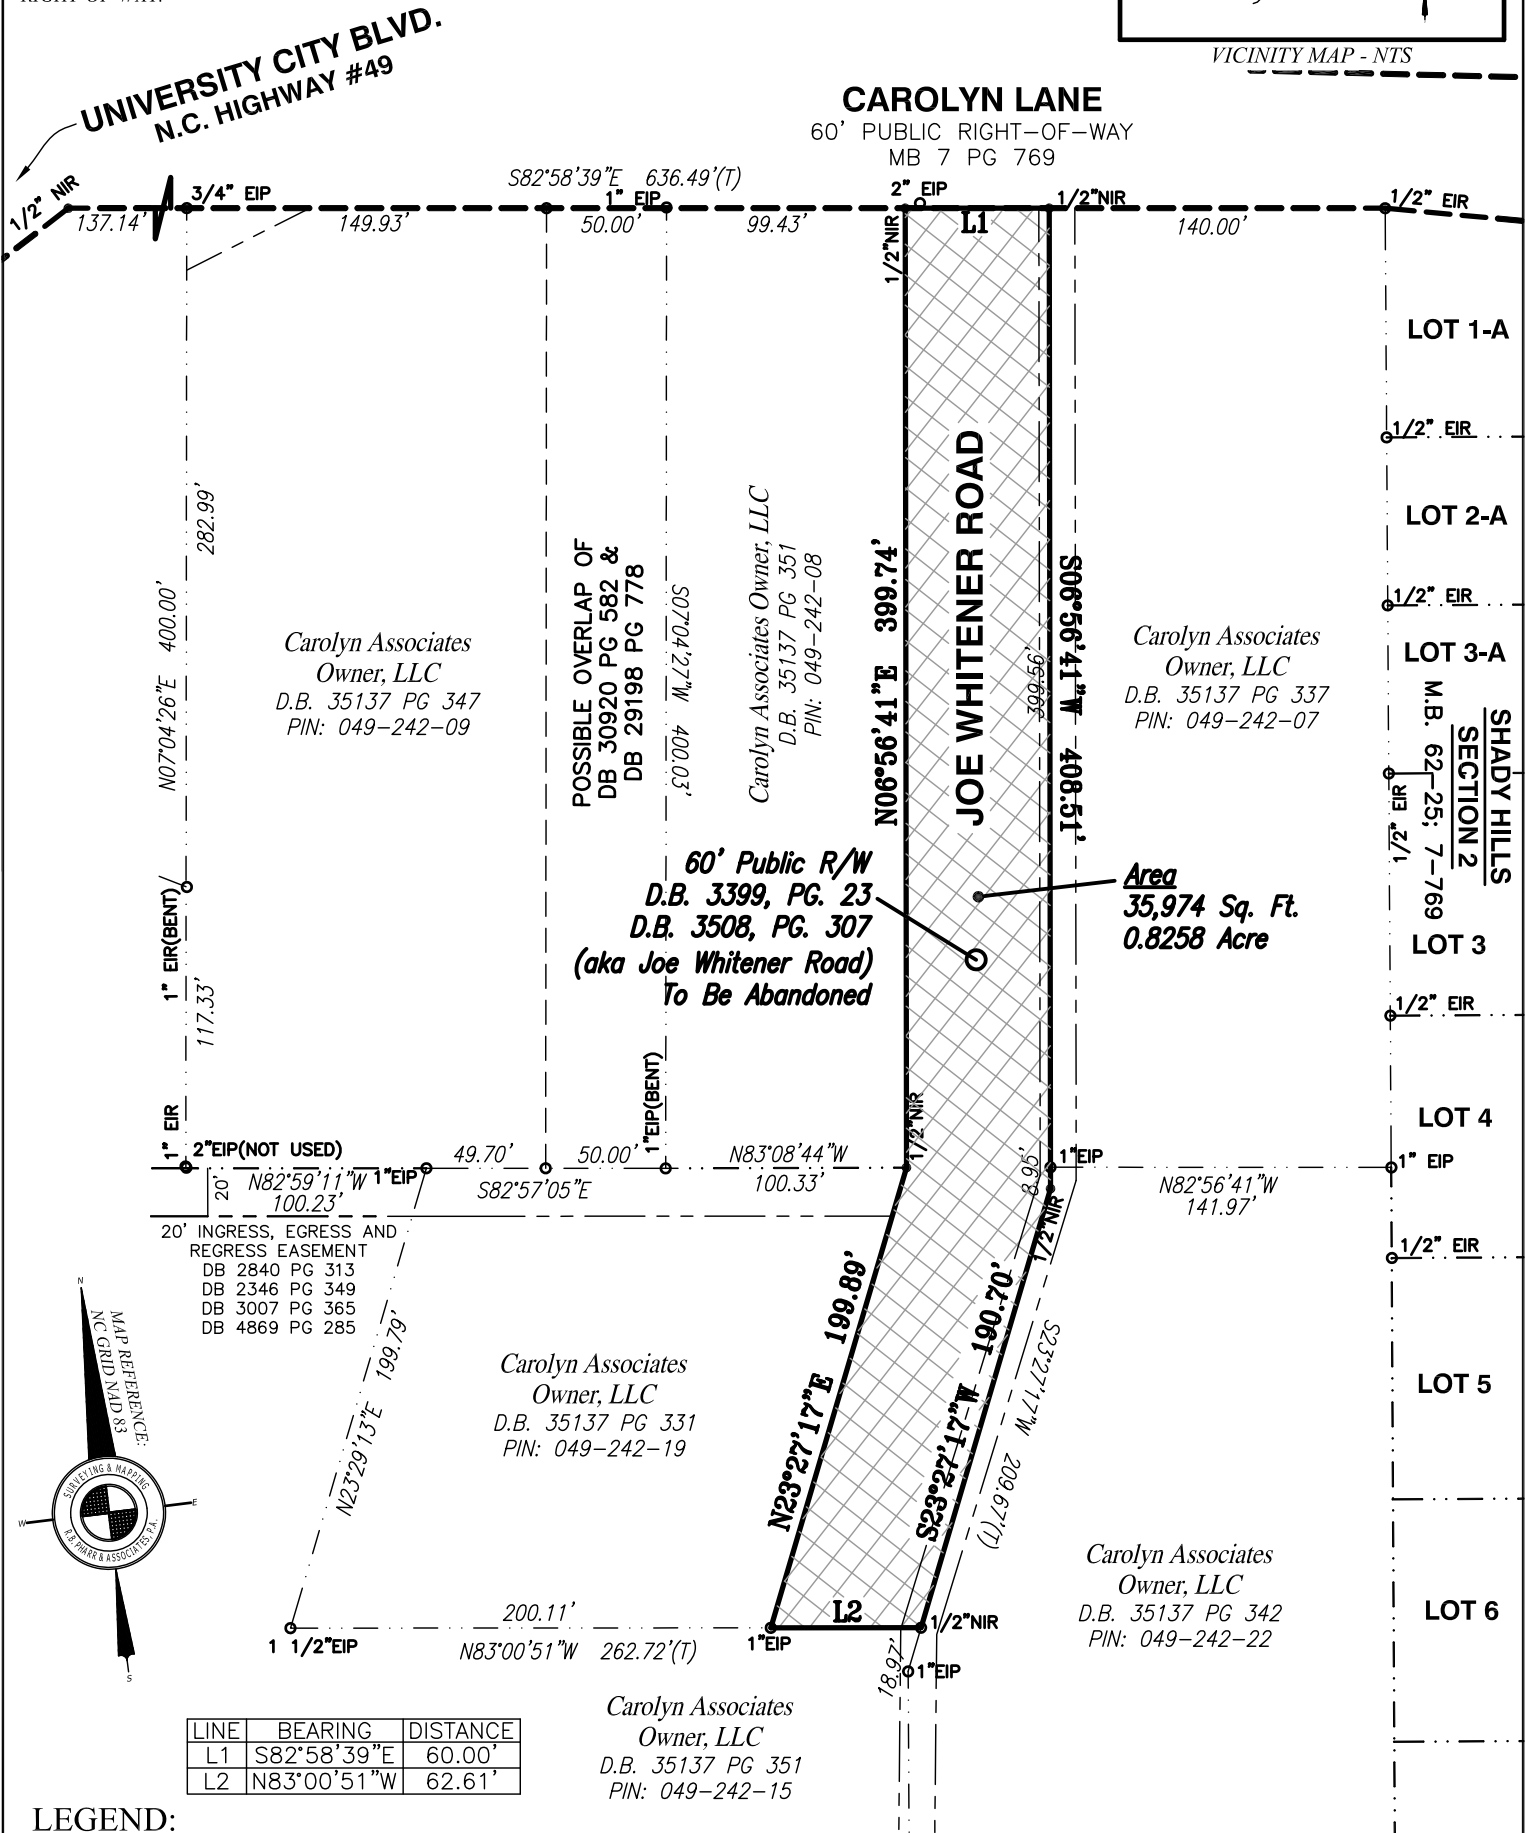 VICINITY MAP - NTS
UNIVERSITY CITY BLVD.
N.C. HIGHWAY #49
CAROLYN LANE
60' PUBLIC RIGHT-OF-WAY
MB 7 PG 769
S82°58'39"E 636.49'(T)
1/2" NIR
3/4" EIP
1" EIP
2" EIP
1/2"NIR
1/2" EIR
137.14'
149.93'
50.00'
99.43'
L1
140.00'
1/2"NIR
LOT 1-A
1/2" EIR
LOT 2-A
1/2" EIR
LOT 3-A
SHADY HILLS
SECTION 2
M.B. 62-25; 7-769
1/2" EIR
LOT 3
1/2" EIR
LOT 4
1" EIP
1/2" EIR
LOT 5
LOT 6
282.99'
N07°04'26"E 400.00'
1" EIR(BENT)
117.33'
1" EIR
Carolyn Associates
Owner, LLC
D.B. 35137 PG 347
PIN: 049-242-09
POSSIBLE OVERLAP OF
DB 30920 PG 582 &
DB 29198 PG 778
S07°04'27"W 400.03'
1"EIP(BENT)
Carolyn Associates Owner, LLC
D.B. 35137 PG 351
PIN: 049-242-08
N06°56'41"E 399.74'
JOE WHITENER ROAD
399.56'
S06°56'41"W 408.51'
Carolyn Associates
Owner, LLC
D.B. 35137 PG 337
PIN: 049-242-07
60' Public R/W
D.B. 3399, PG. 23
D.B. 3508, PG. 307
(aka Joe Whitener Road)
To Be Abandoned
Area
35,974 Sq. Ft.
0.8258 Acre
2"EIP(NOT USED)
N82°59'11"W
100.23'
1"EIP
20'
49.70'
50.00'
S82°57'05"E
N83°08'44"W
100.33'
1/2"NIR
8.95'
1"EIP
1/2"NIR
N82°56'41"W
141.97'
20' INGRESS, EGRESS AND
REGRESS EASEMENT
DB 2840 PG 313
DB 2346 PG 349
DB 3007 PG 365
DB 4869 PG 285
N
MAP REFERENCE:
NC GRID NAD 83
SURVEYING & MAPPING
R.B. PHARR & ASSOCIATES, P.A.
W
E
S
N23°29'13"E 199.79'
Carolyn Associates
Owner, LLC
D.B. 35137 PG 331
PIN: 049-242-19
N23°27'17"E 199.89'
S23°27'17"W 190.70'
S23°27'17"W 209.67'(T)
Carolyn Associates
Owner, LLC
D.B. 35137 PG 342
PIN: 049-242-22
1 1/2"EIP
200.11'
N83°00'51"W 262.72'(T)
1"EIP
L2
1/2"NIR
18.97'
1"EIP
Carolyn Associates
Owner, LLC
D.B. 35137 PG 351
PIN: 049-242-15
LINE BEARING DISTANCE
L1 S82°58'39"E 60.00'
L2 N83°00'51"W 62.61'
LEGEND: